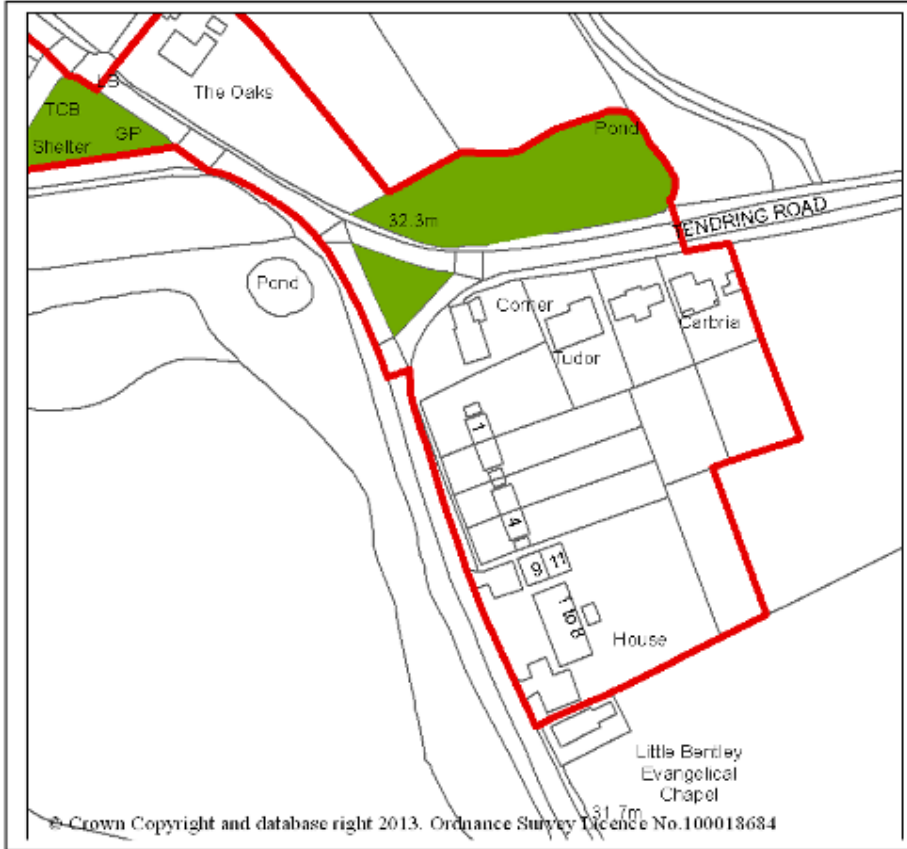 LB
The Oaks
TCB
GP
Shelter
Pond
32.3m
TENDRING ROAD
Pond
Corner
Carbria
Tudor
1
4
9
11
1 to 8
House
Little Bentley
Evangelical
Chapel
31.7m
© Crown Copyright and database right 2013. Ordnance Survey Licence No.100018684